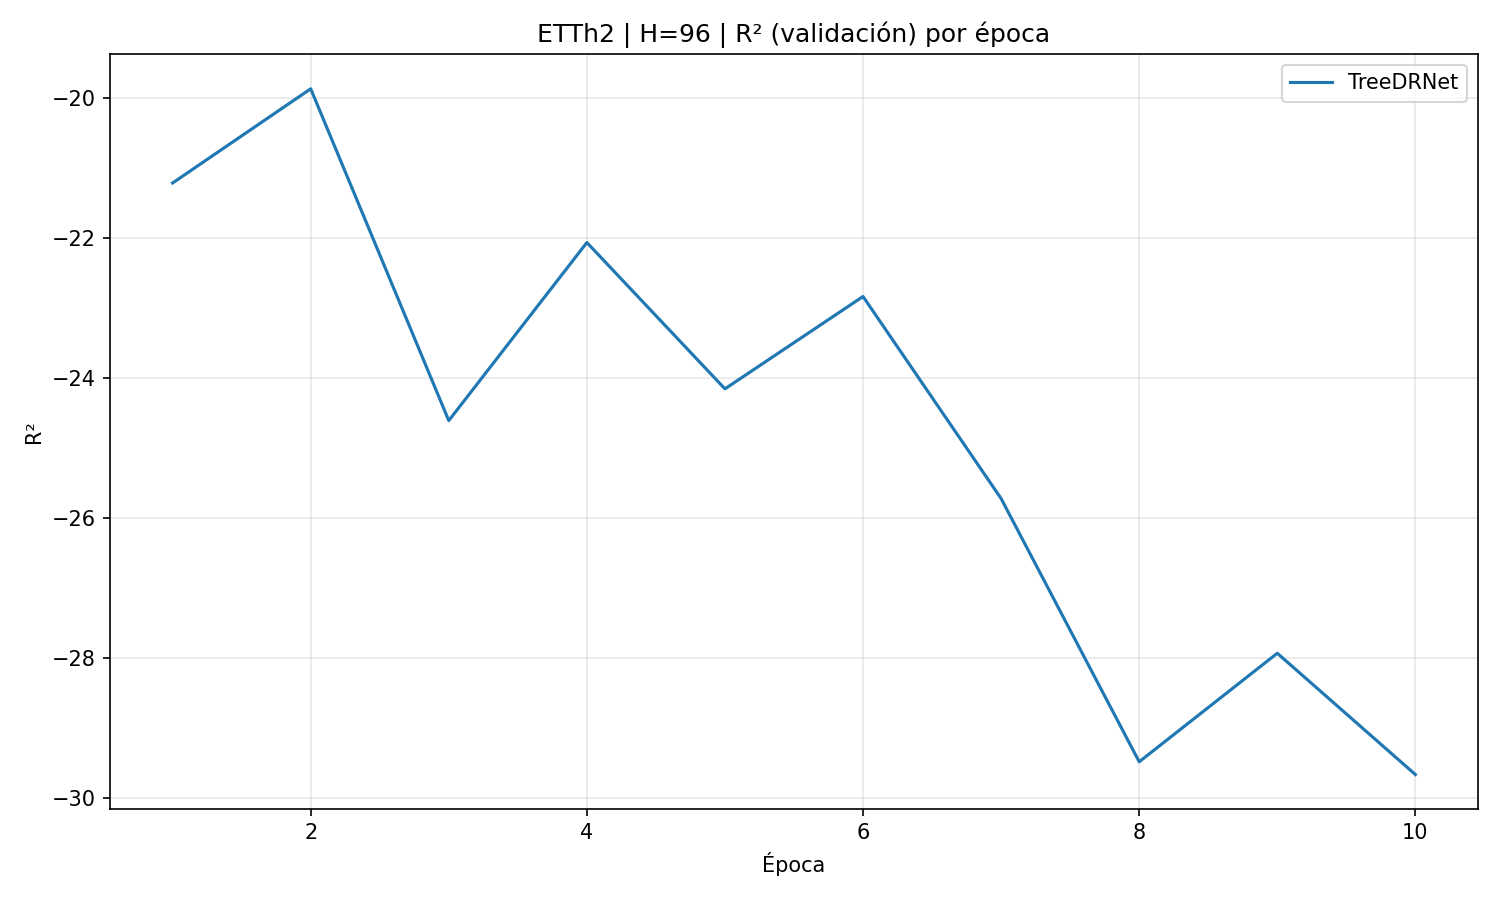 ETTh2 | H=96 | R² (validación) por época
TreeDRNet
R²
−20
−22
−24
−26
−28
−30
2
4
6
8
10
Época